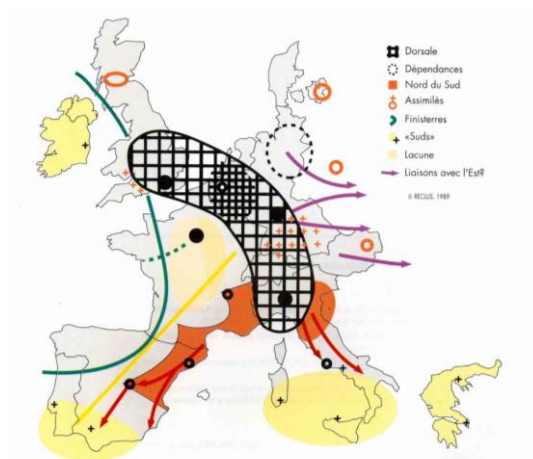 Dorsale
Dépendances
Nord du Sud
Assimilés
Finisterres
«Suds»
Lacune
Liaisons avec l'Est?
© RECLUS, 1989